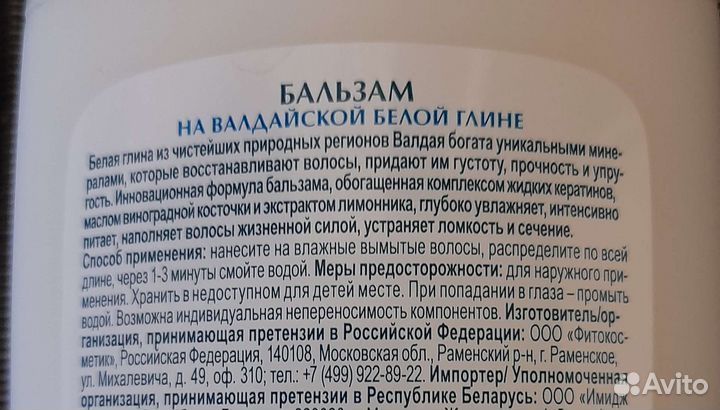 БАЛЬЗАМ
НА ВАЛДАЙСКОЙ БЕЛОЙ ГЛИНЕ
Белая глина из чистейших природных регионов Валдая богата уникальными мине-
ралами, которые восстанавливают волосы, придают им густоту, прочность и упру-
гость. Инновационная формула бальзама, обогащенная комплексом жидких кератинов,
маслом виноградной косточки и экстрактом лимонника, глубоко увлажняет, интенсивно
питает, наполняет волосы жизненной силой, устраняет ломкость и сечение.
Способ применения: нанесите на влажные вымытые волосы, распределите по всей
длине, через 1-3 минуты смойте водой. Меры предосторожности: для наружного при-
менения. Хранить в недоступном для детей месте. При попадании в глаза – промыть
водой. Возможна индивидуальная непереносимость компонентов. Изготовитель/ор-
ганизация, принимающая претензии в Российской Федерации: ООО «Фитокос-
метик», Российская Федерация, 140108, Московская обл., Раменский р-н, г. Раменское,
ул. Михалевича, д. 49, оф. 310; тел.: +7 (499) 922-89-22. Импортер/ Уполномоченная
организация, принимающая претензии в Республике Беларусь: ООО «Имидж
Avito